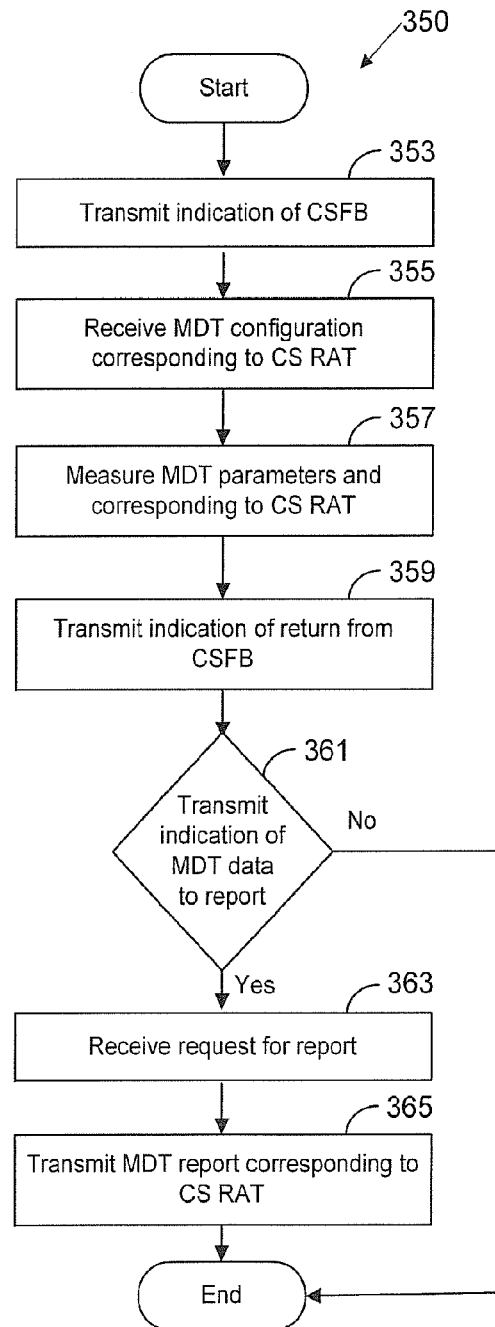 350
Start
353
Transmit indication of CSFB
355
Receive MDT configuration
corresponding to CS RAT
357
Measure MDT parameters and
corresponding to CS RAT
359
Transmit indication of return from
CSFB
361
Transmit
indication of
MDT data
to report
No
Yes
363
Receive request for report
365
Transmit MDT report corresponding to
CS RAT
End